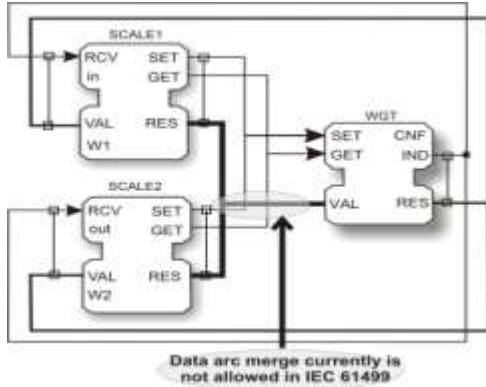 SCALE1
RCV SET
in GET
VAL RES
W1
WGT
SET CNF
GET IND
VAL RES
SCALE2
RCV SET
out GET
VAL RES
W2
Data arc merge currently is
not allowed in IEC 61499